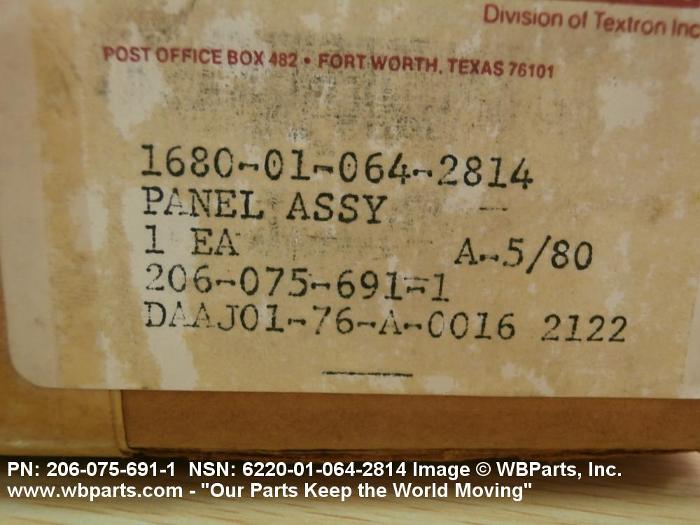 Division of Textron Inc
POST OFFICE BOX 482 • FORT WORTH, TEXAS 76101
1680-01-064-2814
PANEL ASSY
1 EA A-5/80
206-075-691-1
DAAJ01-76-A-0016 2122
PN: 206-075-691-1 NSN: 6220-01-064-2814 Image © WBParts, Inc.
www.wbparts.com - "Our Parts Keep the World Moving"